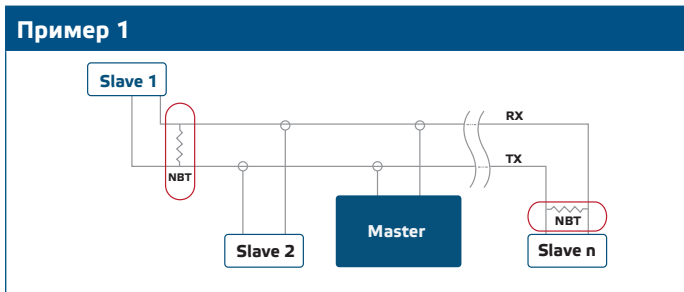 Пример 1
Slave 1
RX
TX
NBT
Master
NBT
Slave 2
Slave n